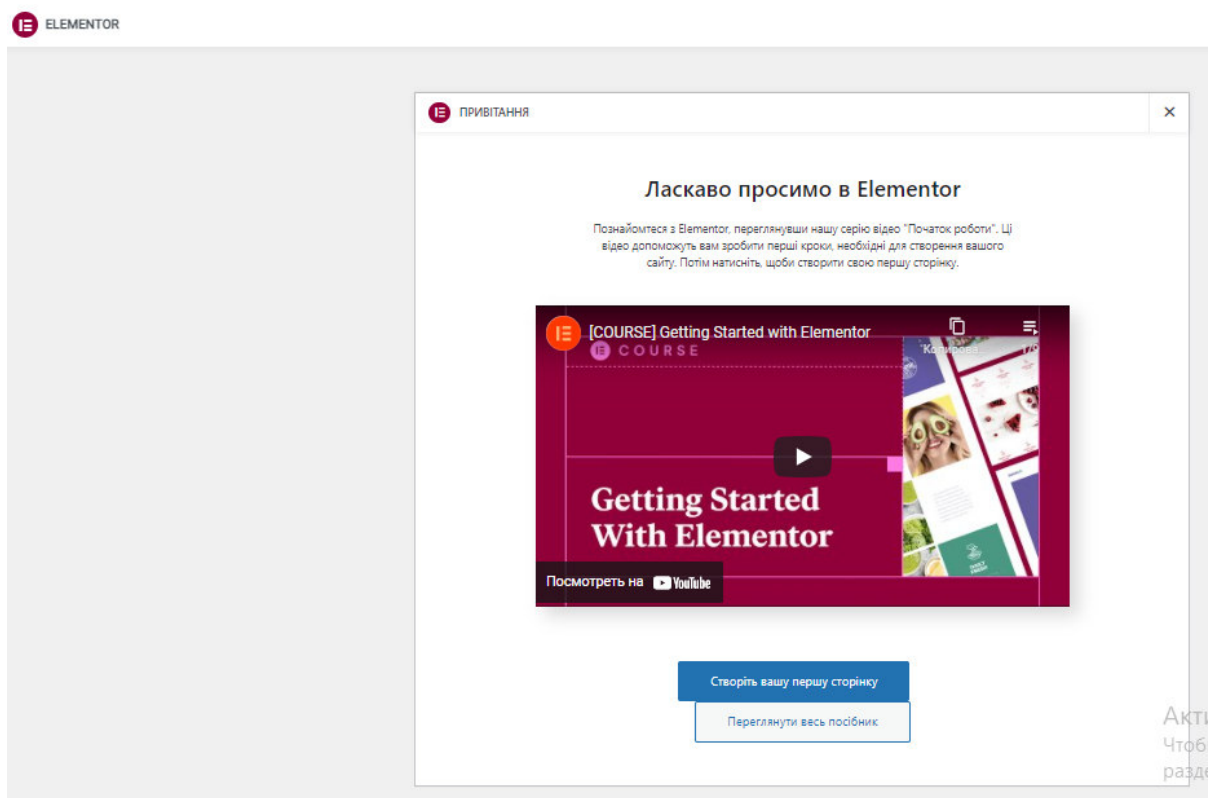 ELEMENTOR
ПРИВІТАННЯ
Ласкаво просимо в Elementor
Познайомтеся з Elementor, переглянувши нашу серію відео "Початок роботи". Ці
відео допоможуть вам зробити перші кроки, необхідні для створення вашого
сайту. Потім натисніть, щоби створити свою першу сторінку.
[COURSE] Getting Started with Elementor
COURSE
Getting Started
With Elementor
Посмотреть на YouTube
Створіть вашу першу сторінку
Переглянути весь посібник